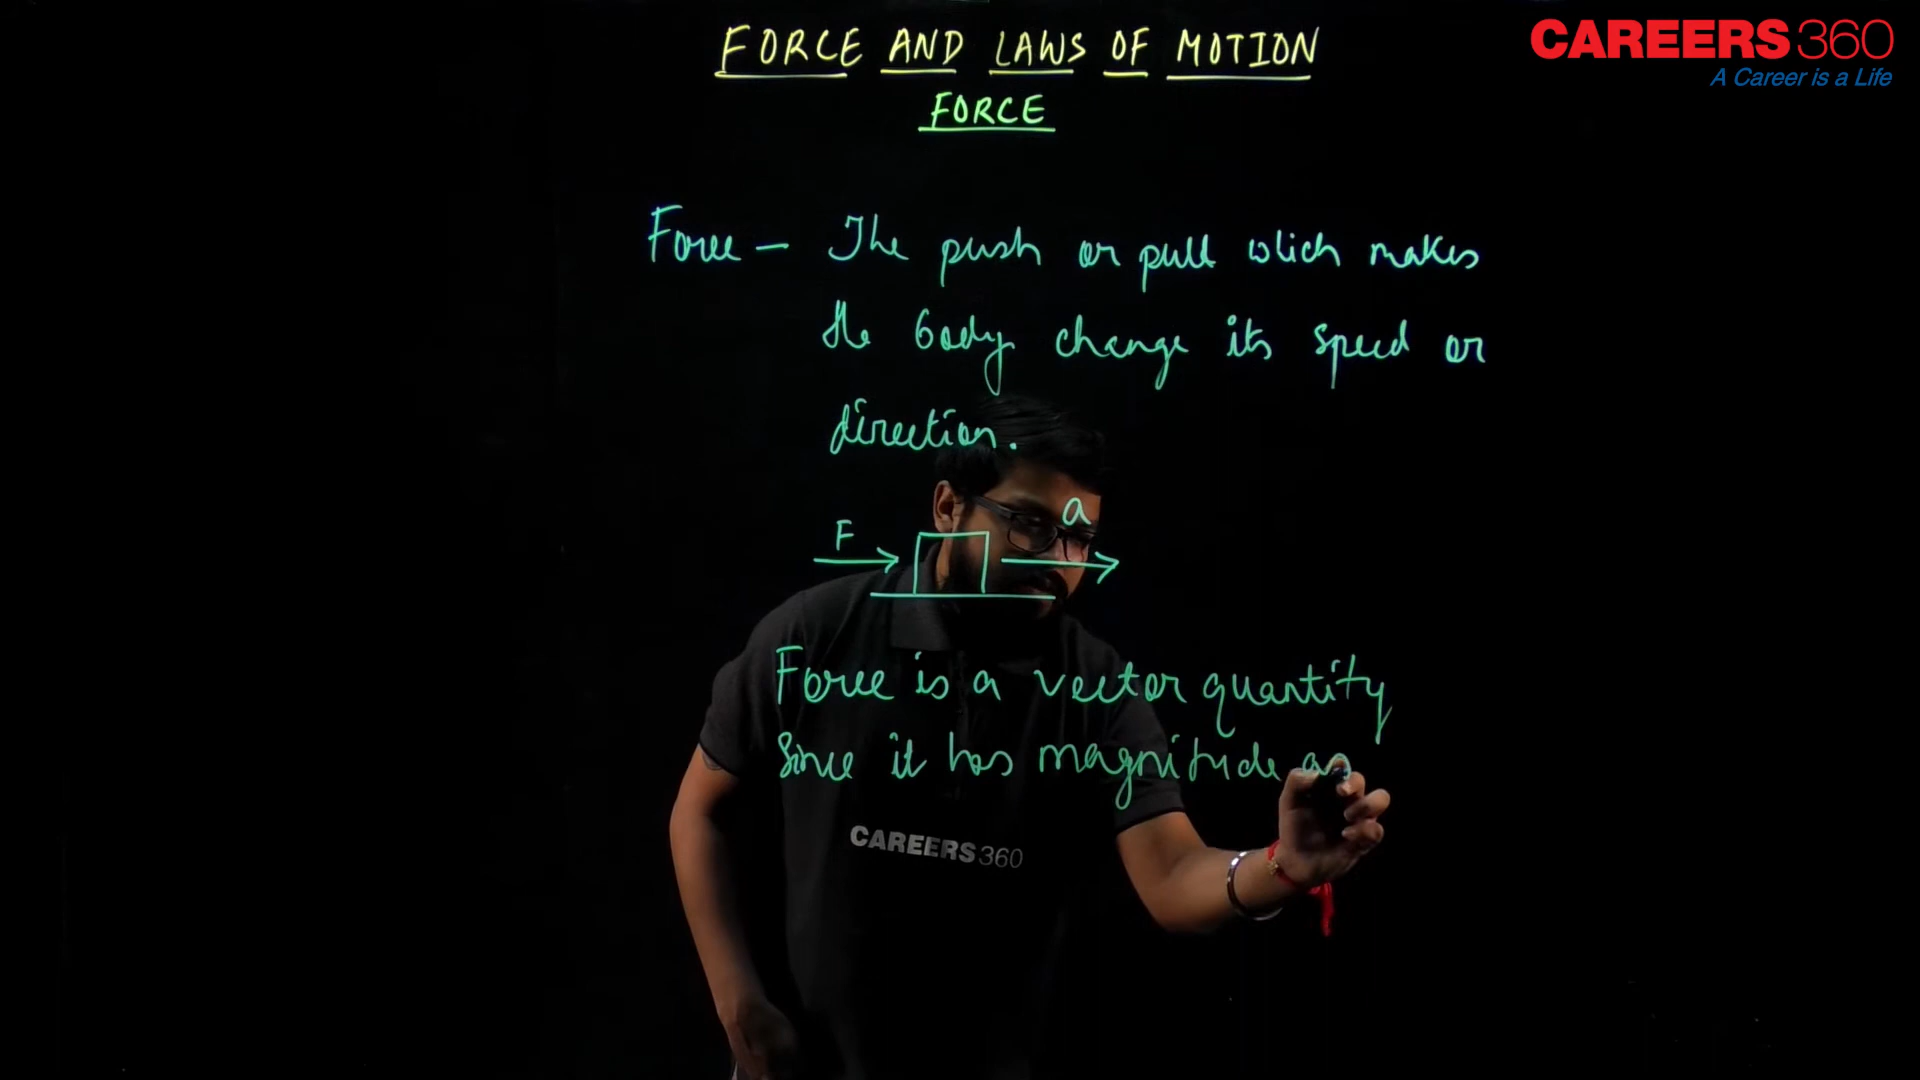 FORCE AND LAWS OF MOTION
CAREERS360
A Career is a Life
FORCE
Force - The push or pull which makes
the body change its speed or
direction.
F
a
Force is a vector quantity
Since it has magnitude as
CAREERS360